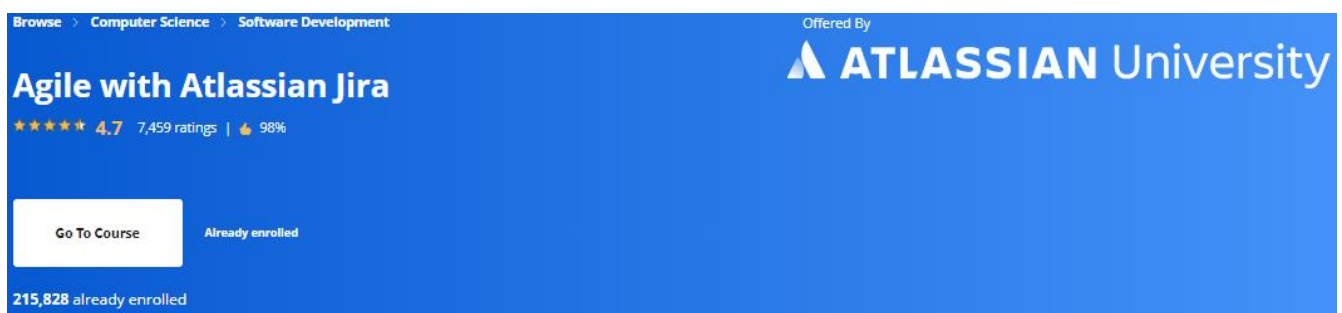 Browse > Computer Science > Software Development
Offered By
ATLASSIAN University
Agile with Atlassian Jira
4.7 7,459 ratings | 98%
Go To Course
Already enrolled
215,828 already enrolled